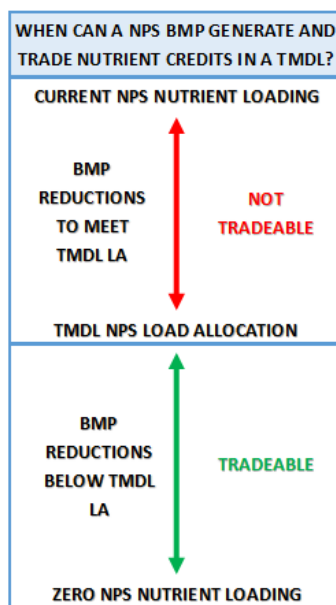 WHEN CAN A NPS BMP GENERATE AND
TRADE NUTRIENT CREDITS IN A TMDL?
CURRENT NPS NUTRIENT LOADING
BMP
REDUCTIONS
TO MEET
TMDL LA
NOT
TRADEABLE
TMDL NPS LOAD ALLOCATION
BMP
REDUCTIONS
BELOW TMDL
LA
TRADEABLE
ZERO NPS NUTRIENT LOADING